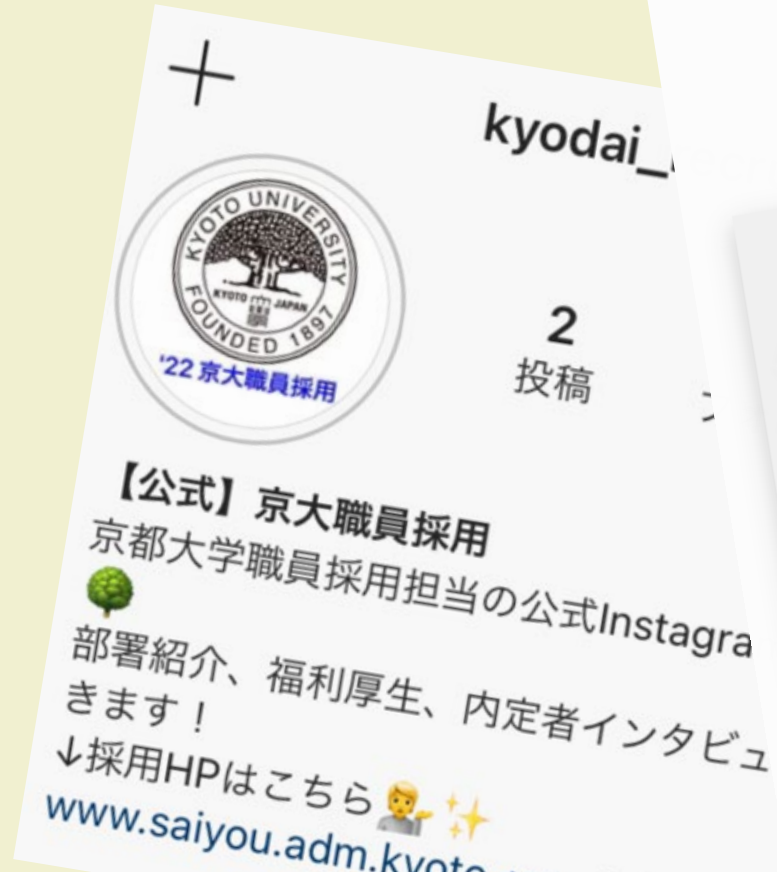 kyodai_
KYOTO UNIVERSITY
KYOTO JAPAN
FOUNDED 1897
'22 京大職員採用
2
投稿
【公式】京大職員採用
京都大学職員採用担当の公式Instagra
🌳
部署紹介、福利厚生、内定者インタビュ
きます！
↓採用HPはこちら💁✨
www.saiyou.adm.kyoto